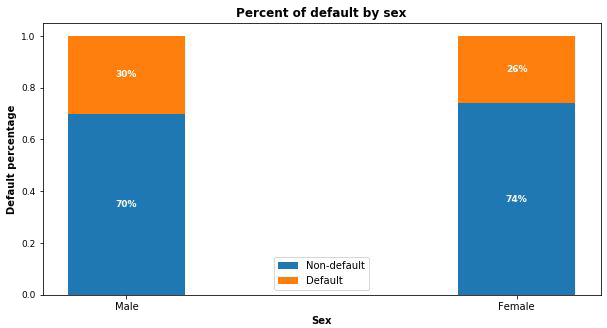 Percent of default by sex
1.0
0.8
0.6
0.4
0.2
0.0
Default percentage
30%
26%
70%
74%
Non-default
Default
Male
Female
Sex